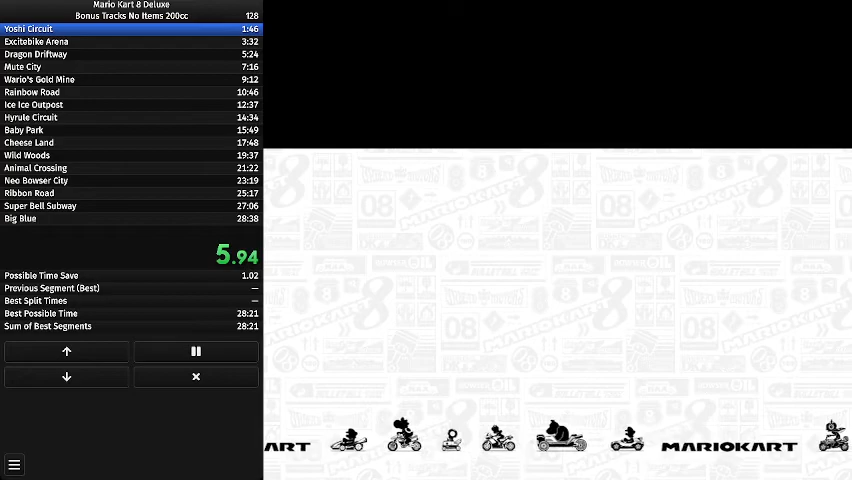 Mario Kart 8 Deluxe
Bonus Tracks No Items 200cc 128
Yoshi Circuit 1:46
Excitebike Arena 3:32
Dragon Driftway 5:24
Mute City 7:16
Wario's Gold Mine 9:12
Rainbow Road 10:46
Ice Ice Outpost 12:37
Hyrule Circuit 14:34
Baby Park 15:49
Cheese Land 17:48
Wild Woods 19:37
Animal Crossing 21:22
Neo Bowser City 23:19
Ribbon Road 25:17
Super Bell Subway 27:06
Big Blue 28:38
5.94
Possible Time Save 1.02
Previous Segment (Best) —
Best Split Times —
Best Possible Time 28:21
Sum of Best Segments 28:21
ART MARIOKART